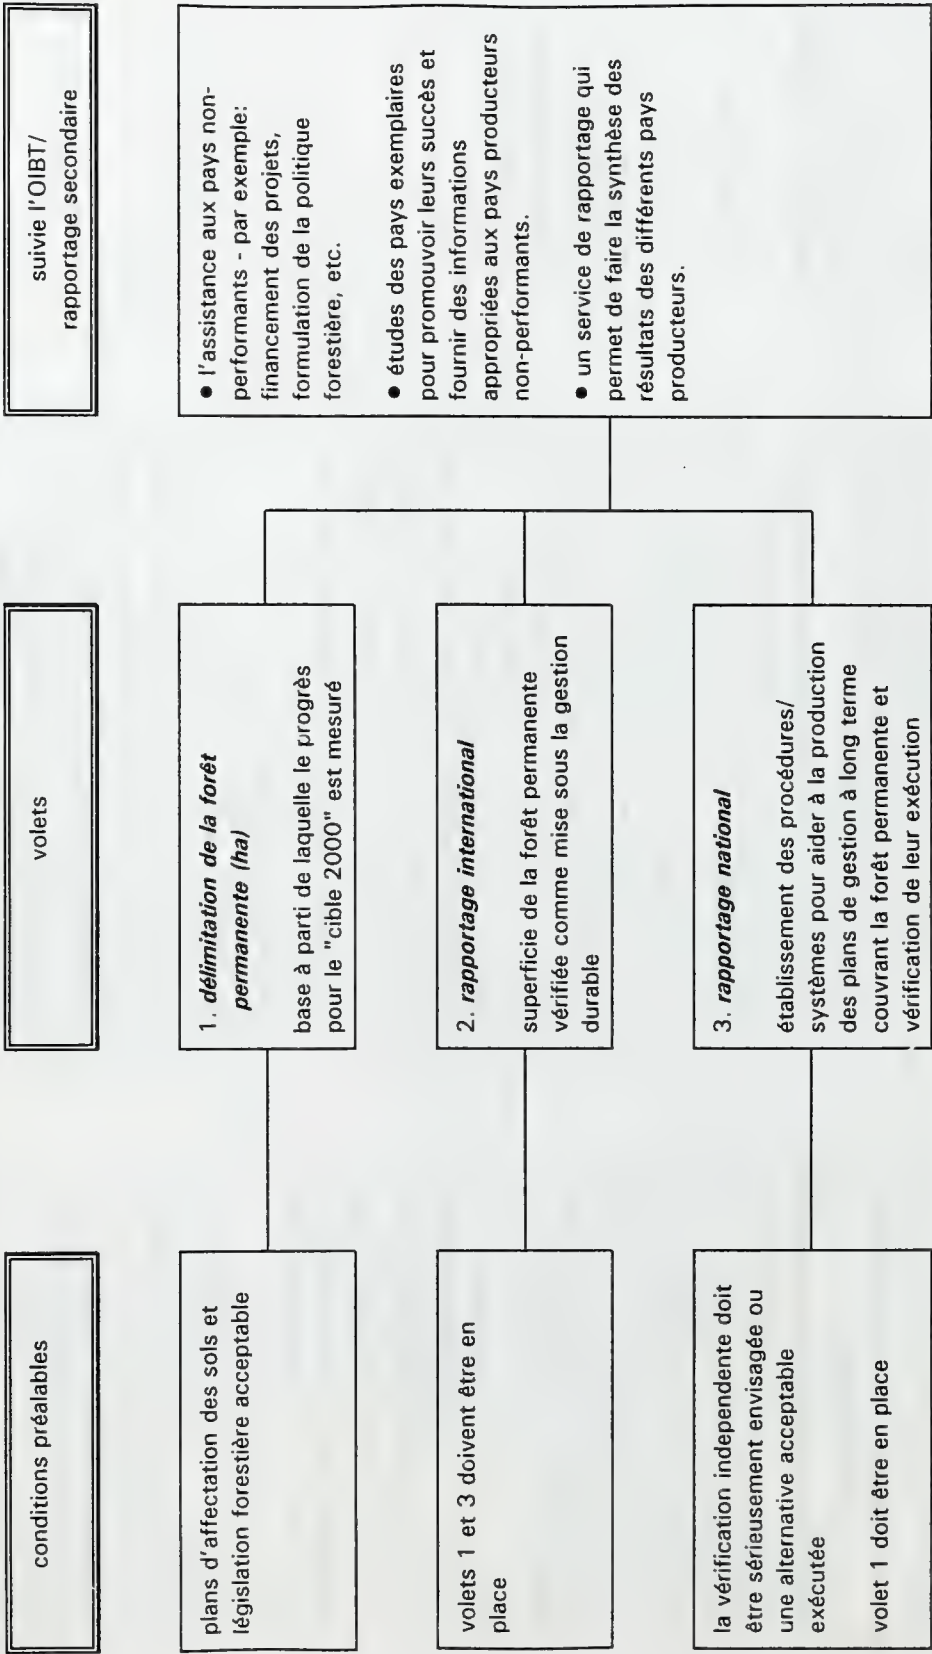 conditions préalables
volets
suivie l'OIBT/
rapportage secondaire
plans d'affectation des sols et
législation forestière acceptable
1. délimitation de la forêt
permanente (ha)
base à parti de laquelle le progrès
pour le "cible 2000" est mesuré
volets 1 et 3 doivent être en
place
2. rapportage international
superficie de la forêt permanente
vérifiée comme mise sous la gestion
durable
la vérification independente doit
être sérieusement envisagée ou
une alternative acceptable
exécutée
volet 1 doit être en place
3. rapportage national
établissement des procédures/
systèmes pour aider à la production
des plans de gestion à long terme
couvrant la forêt permanente et
vérification de leur exécution
● l'assistance aux pays non-
performants - par exemple:
financement des projets,
formulation de la politique
forestière, etc.
● études des pays exemplaires
pour promouvoir leurs succès et
fournir des informations
appropriées aux pays producteurs
non-performants.
● un service de rapportage qui
permet de faire la synthèse des
résultats des différents pays
producteurs.